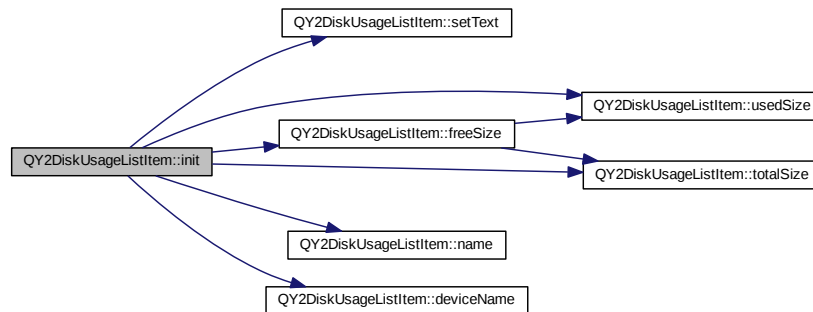 QY2DiskUsageListItem::setText
QY2DiskUsageListItem::usedSize
QY2DiskUsageListItem::freeSize
QY2DiskUsageListItem::init
QY2DiskUsageListItem::totalSize
QY2DiskUsageListItem::name
QY2DiskUsageListItem::deviceName